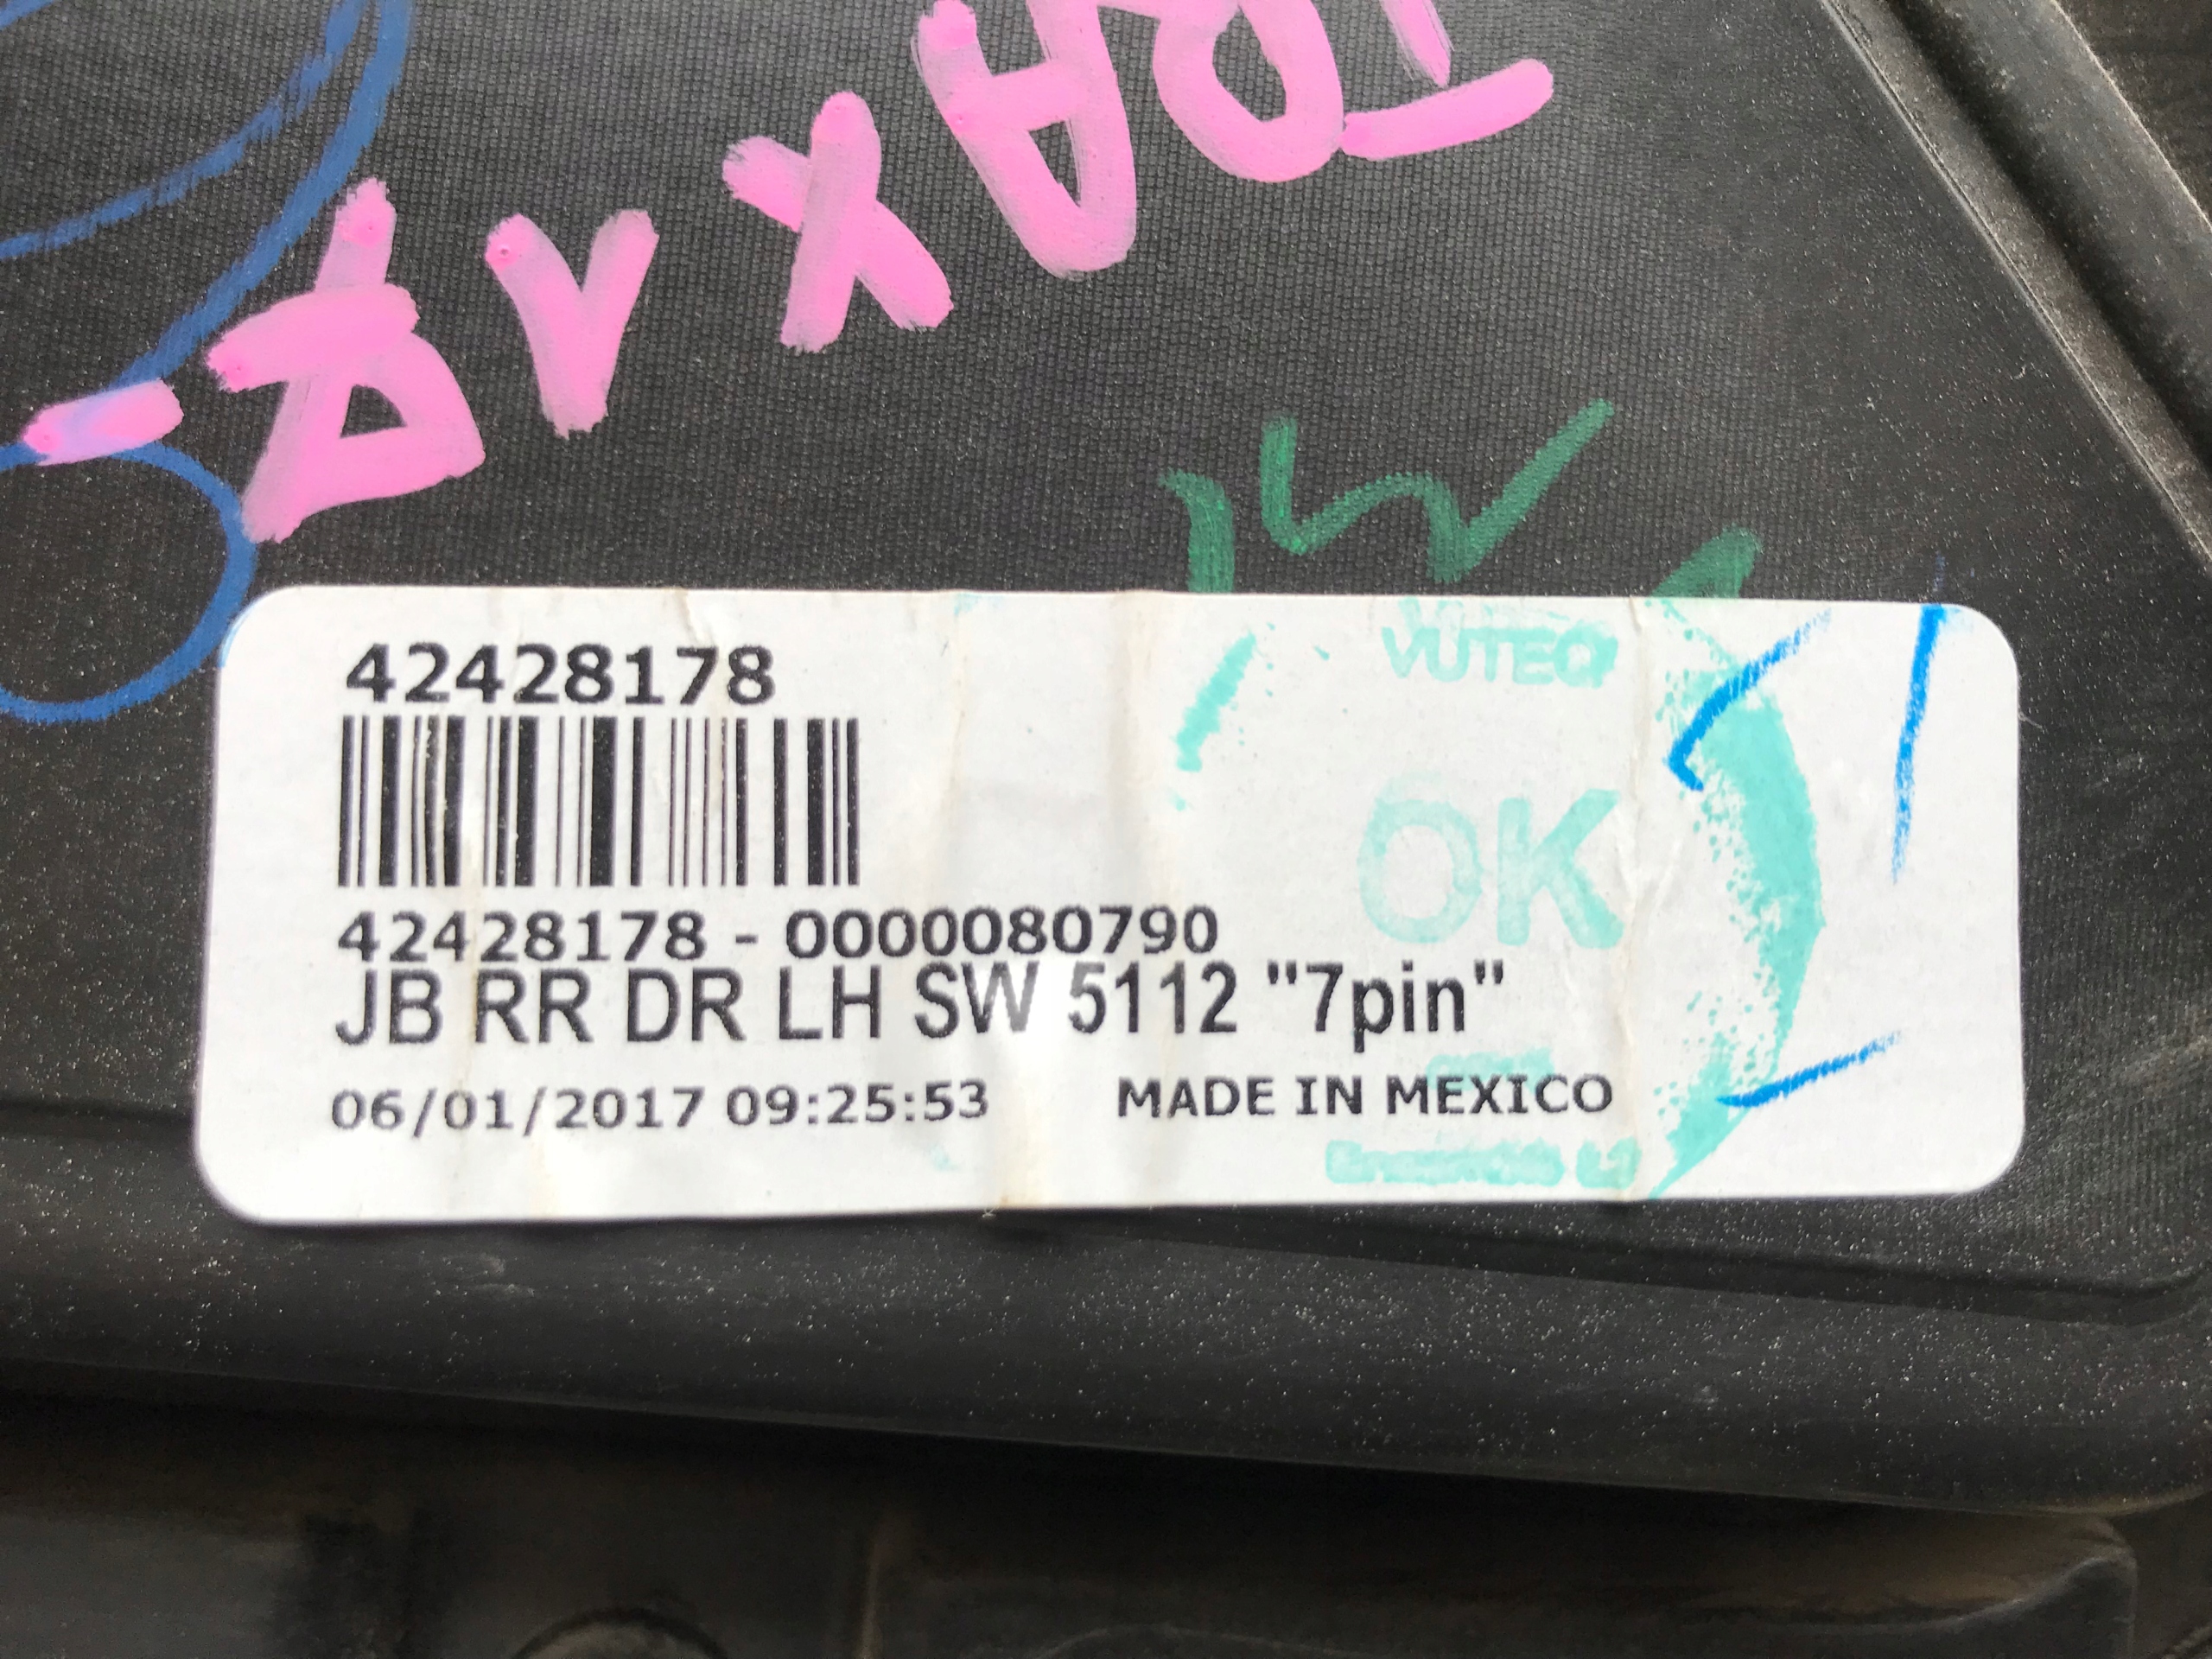 TRAX
42428178
VUTEQ
OK
42428178 - 0000080790
JB RR DR LH SW 5112 "7pin"
06/01/2017 09:25:53 MADE IN MEXICO